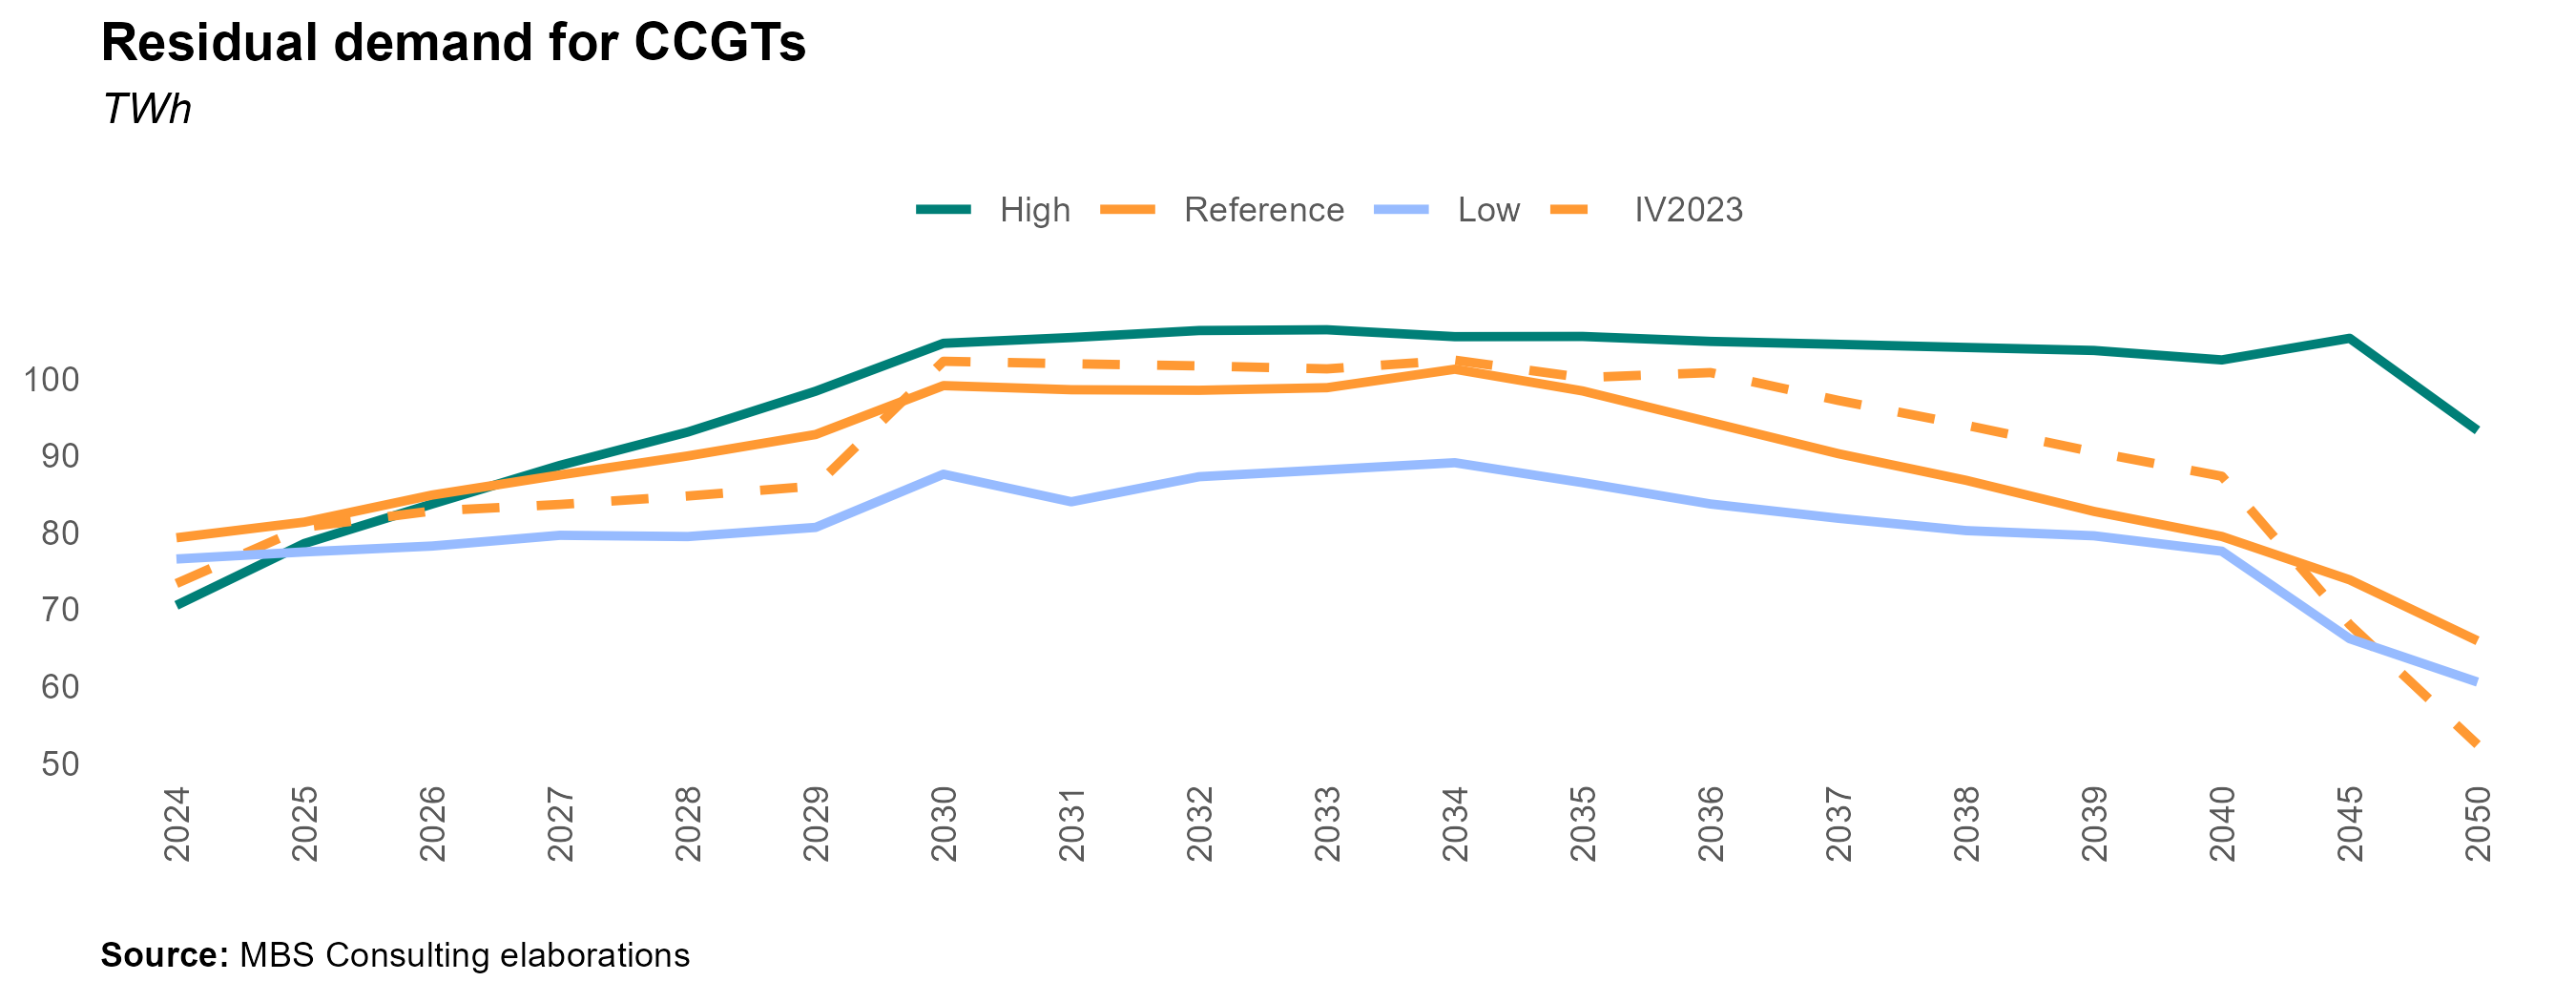 Residual demand for CCGTs
TWh
High Reference Low IV2023
100
90
80
70
60
50
2024 2025 2026 2027 2028 2029 2030 2031 2032 2033 2034 2035 2036 2037 2038 2039 2040 2045 2050
Source: MBS Consulting elaborations